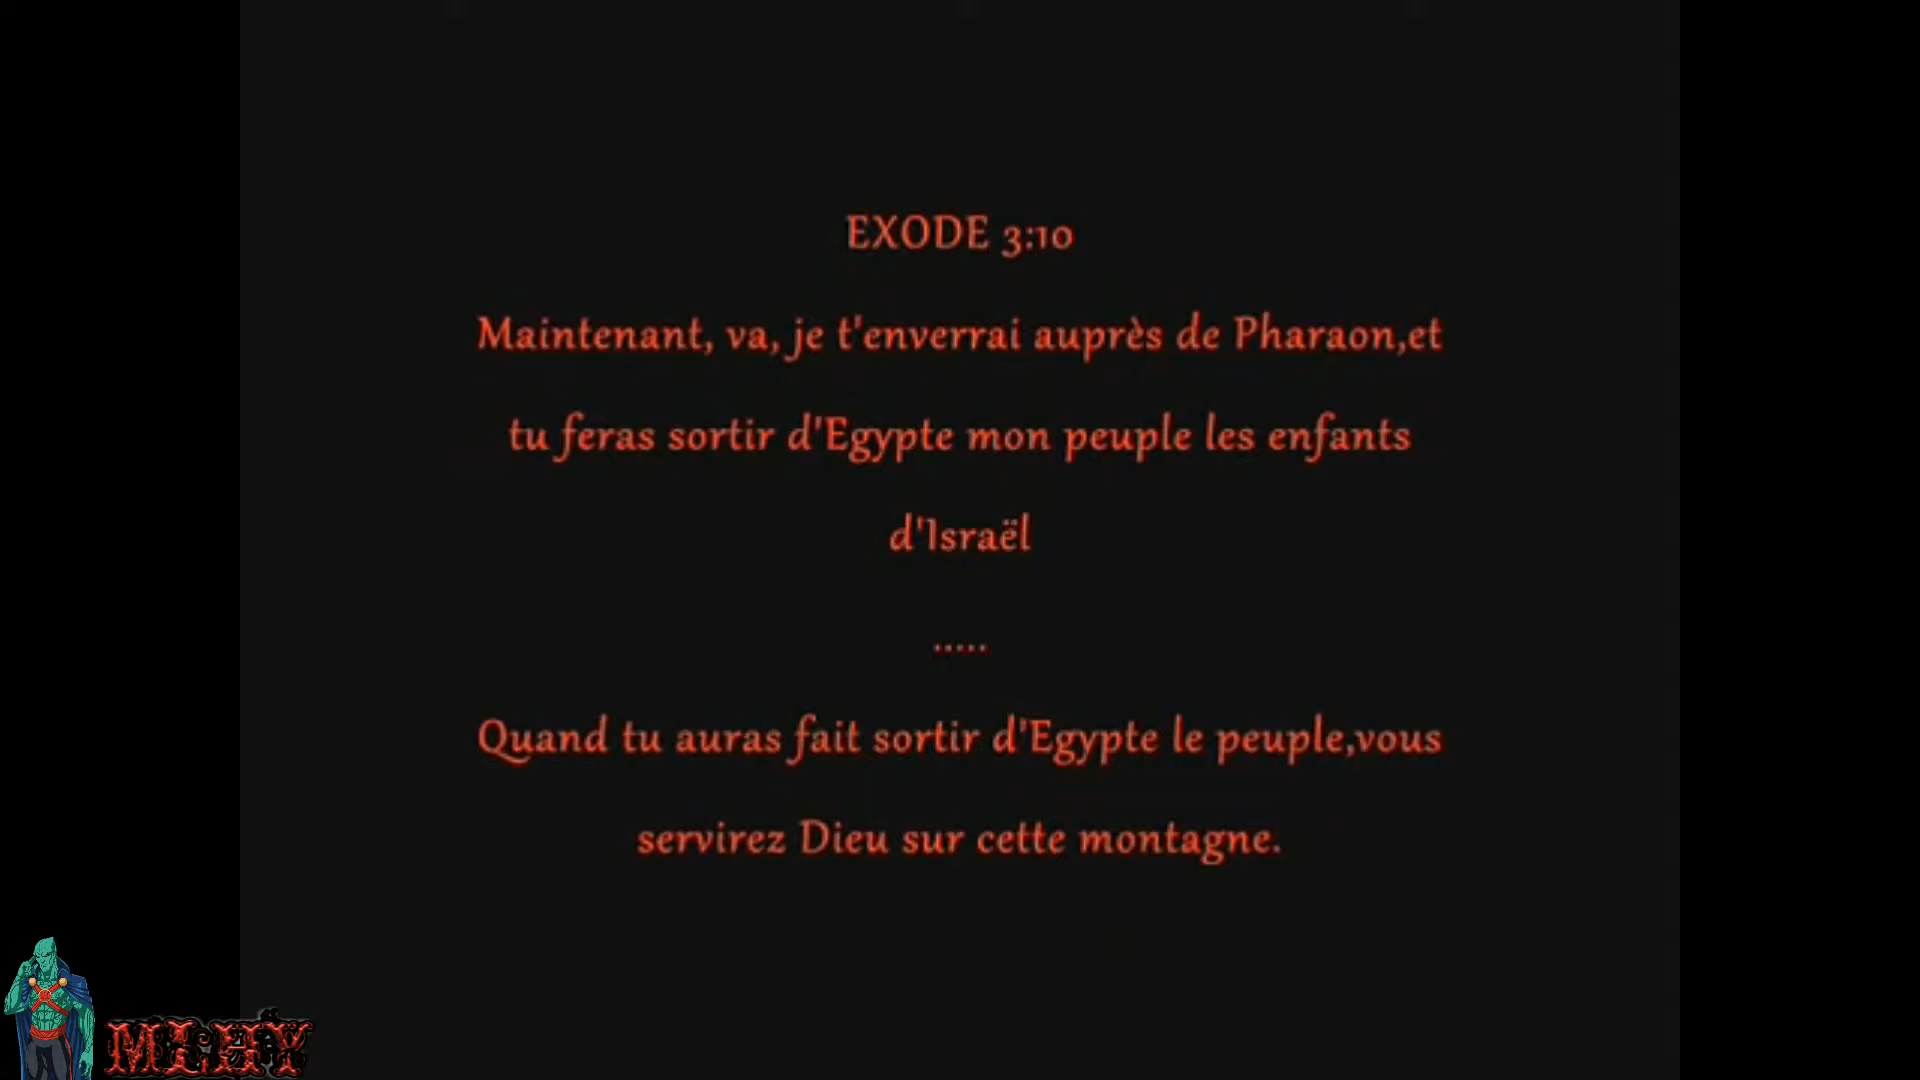 EXODE 3:10
Maintenant, va, je t'enverrai auprès de Pharaon,et
tu feras sortir d'Egypte mon peuple les enfants
d'Israël
.....
Quand tu auras fait sortir d'Egypte le peuple,vous
servirez Dieu sur cette montagne.
MLHY